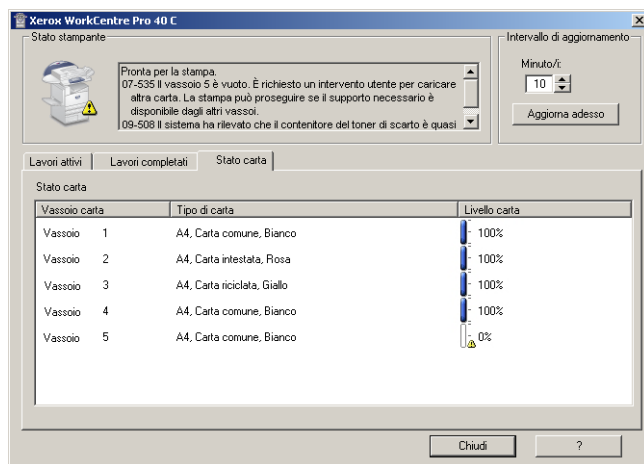 Xerox WorkCentre Pro 40 C
Stato stampante
Pronta per la stampa.
07-535 Il vassoio 5 è vuoto. È richiesto un intervento utente per caricare
altra carta. La stampa può proseguire se il supporto necessario è
disponibile dagli altri vassoi.
09-508 Il sistema ha rilevato che il contenitore del toner di scarto è quasi
Intervallo di aggiornamento
Minuto/i:
10
Aggiorna adesso
Lavori attivi Lavori completati Stato carta
Stato carta
Vassoio carta Tipo di carta Livello carta
Vassoio 1 A4, Carta comune, Bianco 100%
Vassoio 2 A4, Carta intestata, Rosa 100%
Vassoio 3 A4, Carta riciclata, Giallo 100%
Vassoio 4 A4, Carta comune, Bianco 100%
Vassoio 5 A4, Carta comune, Bianco 0%
Chiudi ?